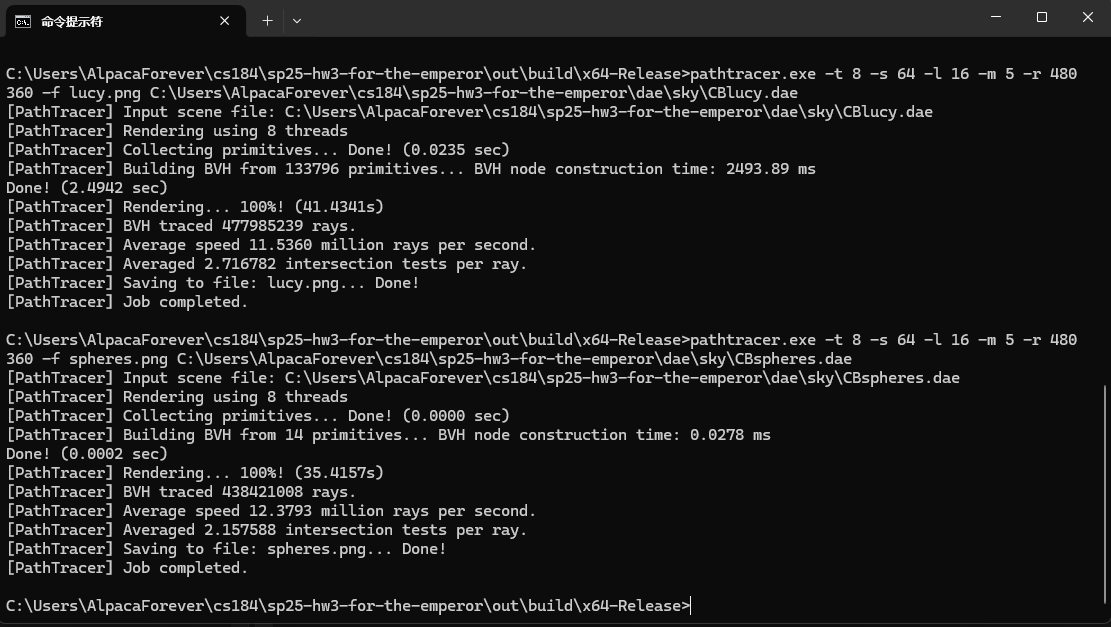 命令提示符
C:\Users\AlpacaForever\cs184\sp25-hw3-for-the-emperor\out\build\x64-Release>pathtracer.exe -t 8 -s 64 -l 16 -m 5 -r 480
360 -f lucy.png C:\Users\AlpacaForever\cs184\sp25-hw3-for-the-emperor\dae\sky\CBlucy.dae
[PathTracer] Input scene file: C:\Users\AlpacaForever\cs184\sp25-hw3-for-the-emperor\dae\sky\CBlucy.dae
[PathTracer] Rendering using 8 threads
[PathTracer] Collecting primitives... Done! (0.0235 sec)
[PathTracer] Building BVH from 133796 primitives... BVH node construction time: 2493.89 ms
Done! (2.4942 sec)
[PathTracer] Rendering... 100%! (41.4341s)
[PathTracer] BVH traced 477985239 rays.
[PathTracer] Average speed 11.5360 million rays per second.
[PathTracer] Averaged 2.716782 intersection tests per ray.
[PathTracer] Saving to file: lucy.png... Done!
[PathTracer] Job completed.
C:\Users\AlpacaForever\cs184\sp25-hw3-for-the-emperor\out\build\x64-Release>pathtracer.exe -t 8 -s 64 -l 16 -m 5 -r 480
360 -f spheres.png C:\Users\AlpacaForever\cs184\sp25-hw3-for-the-emperor\dae\sky\CBspheres.dae
[PathTracer] Input scene file: C:\Users\AlpacaForever\cs184\sp25-hw3-for-the-emperor\dae\sky\CBspheres.dae
[PathTracer] Rendering using 8 threads
[PathTracer] Collecting primitives... Done! (0.0000 sec)
[PathTracer] Building BVH from 14 primitives... BVH node construction time: 0.0278 ms
Done! (0.0002 sec)
[PathTracer] Rendering... 100%! (35.4157s)
[PathTracer] BVH traced 438421008 rays.
[PathTracer] Average speed 12.3793 million rays per second.
[PathTracer] Averaged 2.157588 intersection tests per ray.
[PathTracer] Saving to file: spheres.png... Done!
[PathTracer] Job completed.
C:\Users\AlpacaForever\cs184\sp25-hw3-for-the-emperor\out\build\x64-Release>